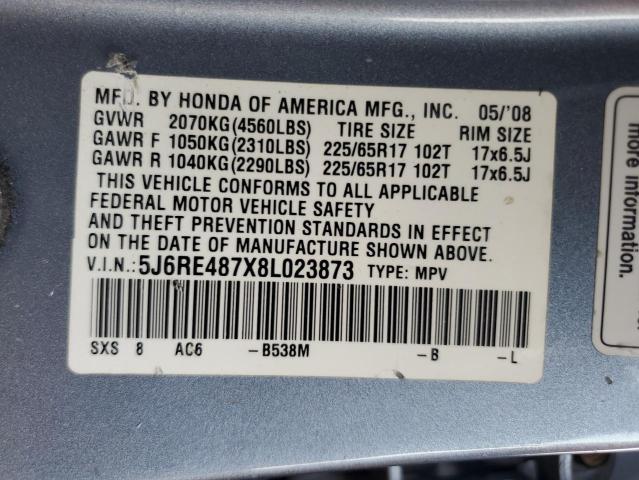 MFD. BY HONDA OF AMERICA MFG., INC. 05/'08
GVWR 2070KG(4560LBS) TIRE SIZE RIM SIZE
GAWR F 1050KG(2310LBS) 225/65R17 102T 17x6.5J
GAWR R 1040KG(2290LBS) 225/65R17 102T 17x6.5J
THIS VEHICLE CONFORMS TO ALL APPLICABLE
FEDERAL MOTOR VEHICLE SAFETY
AND THEFT PREVENTION STANDARDS IN EFFECT
ON THE DATE OF MANUFACTURE SHOWN ABOVE.
V.I.N.: 5J6RE487X8L023873 TYPE: MPV
SXS 8 AC6 -B538M -B -L
more information.